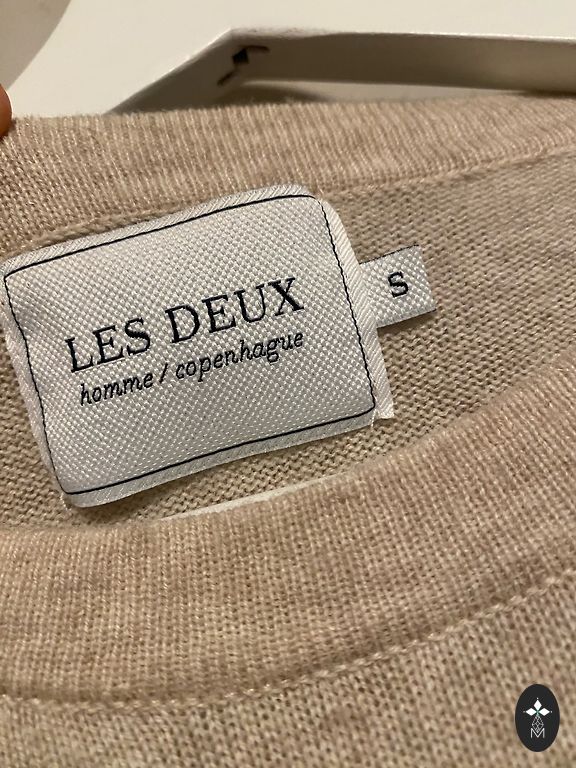 LES DEUX
homme / copenhague
S
M